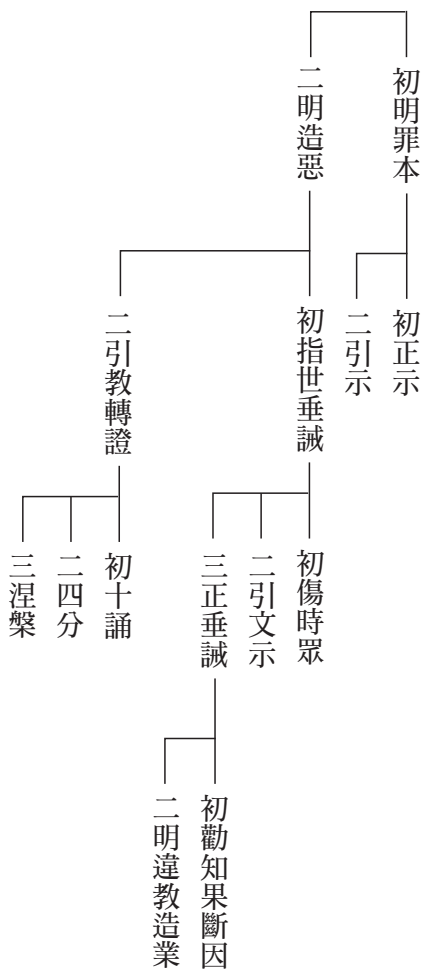 初明罪本
初正示
二引示
二明造惡
初指世垂誡
初傷時眾
二引文示
三正垂誡
初勸知果斷因
二明違教造業
二引教轉證
初十誦
二四分
三涅槃